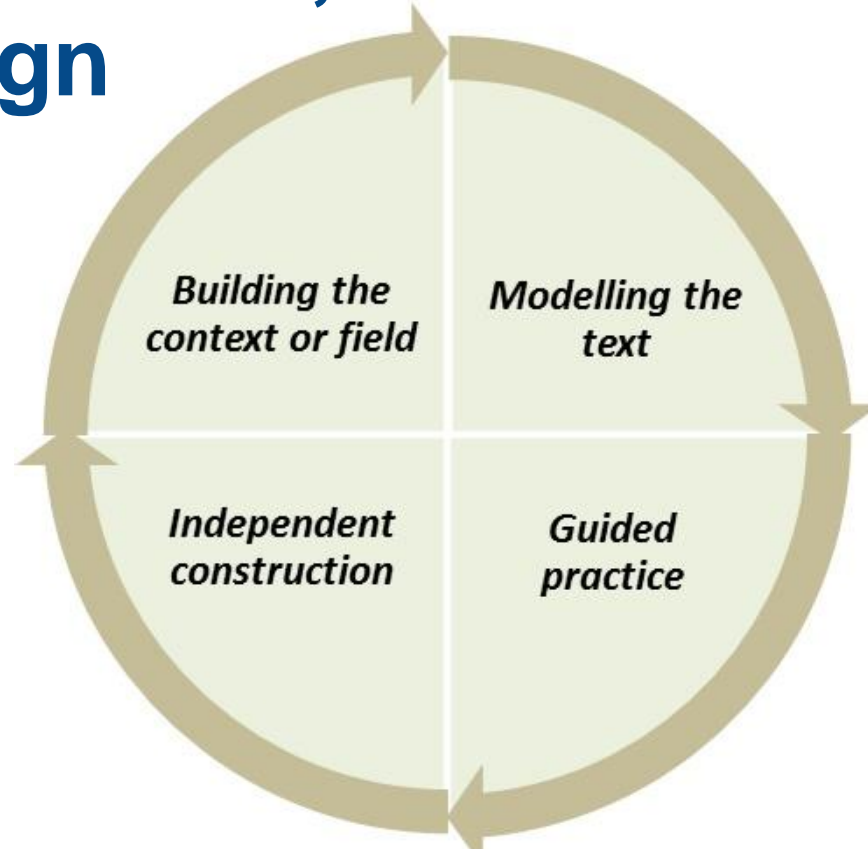 gn
Building the
context or field
Modelling the
text
Independent
construction
Guided
practice